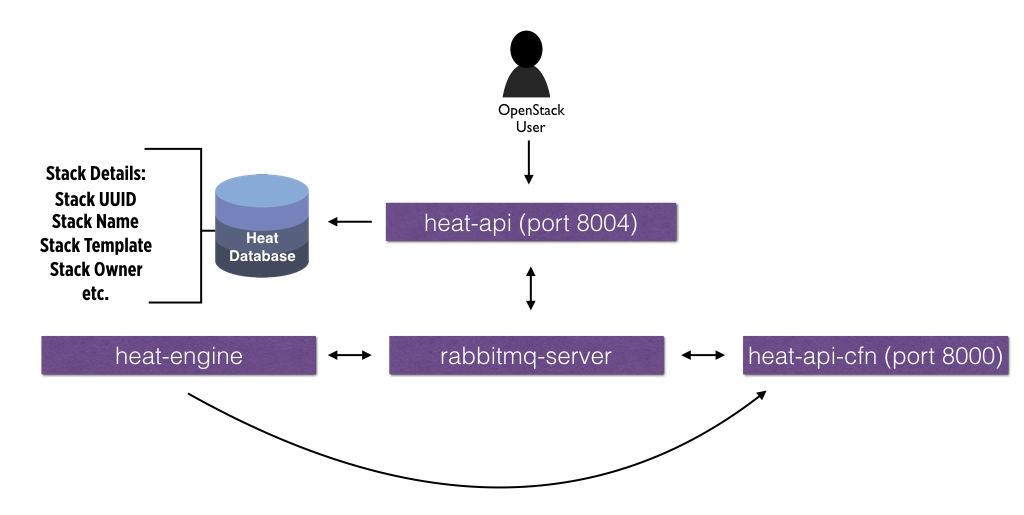 OpenStack
User
Stack Details:
Stack UUID
Stack Name
Stack Template
Stack Owner
etc.
Heat
Database
heat-api (port 8004)
heat-engine
rabbitmq-server
heat-api-cfn (port 8000)